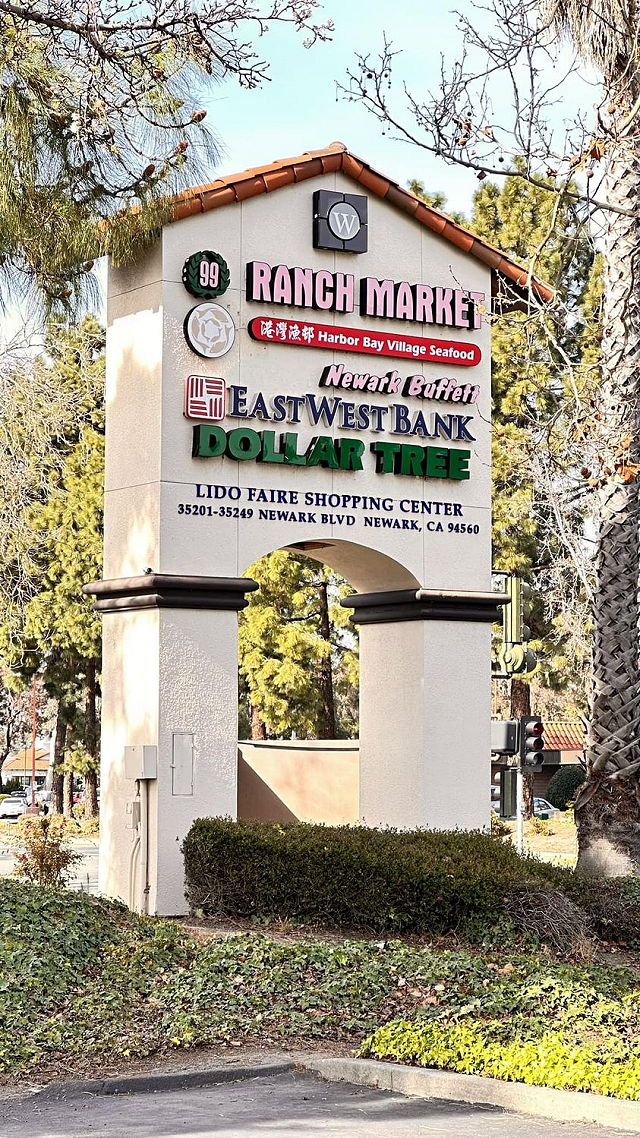 W
99 RANCH MARKET
港灣漁邨 Harbor Bay Village Seafood
Newark Buffett
EASTWEST BANK
DOLLAR TREE
LIDO FAIRE SHOPPING CENTER
35201-35249 NEWARK BLVD NEWARK, CA 94560